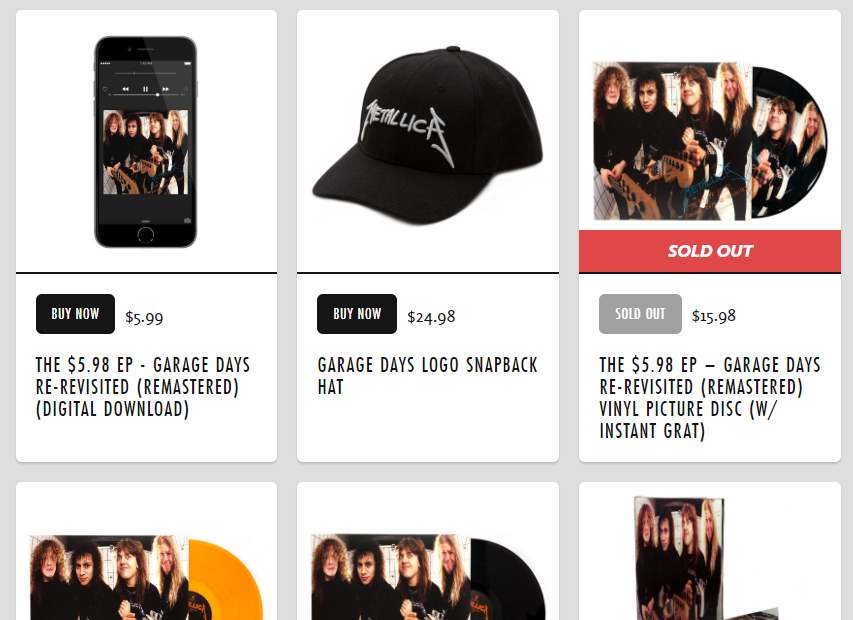 METALLICA
SOLD OUT
BUY NOW $5.99
BUY NOW $24.98
SOLD OUT $15.98
THE $5.98 EP - GARAGE DAYS
RE-REVISITED (REMASTERED)
(DIGITAL DOWNLOAD)
GARAGE DAYS LOGO SNAPBACK
HAT
THE $5.98 EP – GARAGE DAYS
RE-REVISITED (REMASTERED)
VINYL PICTURE DISC (W/
INSTANT GRAT)